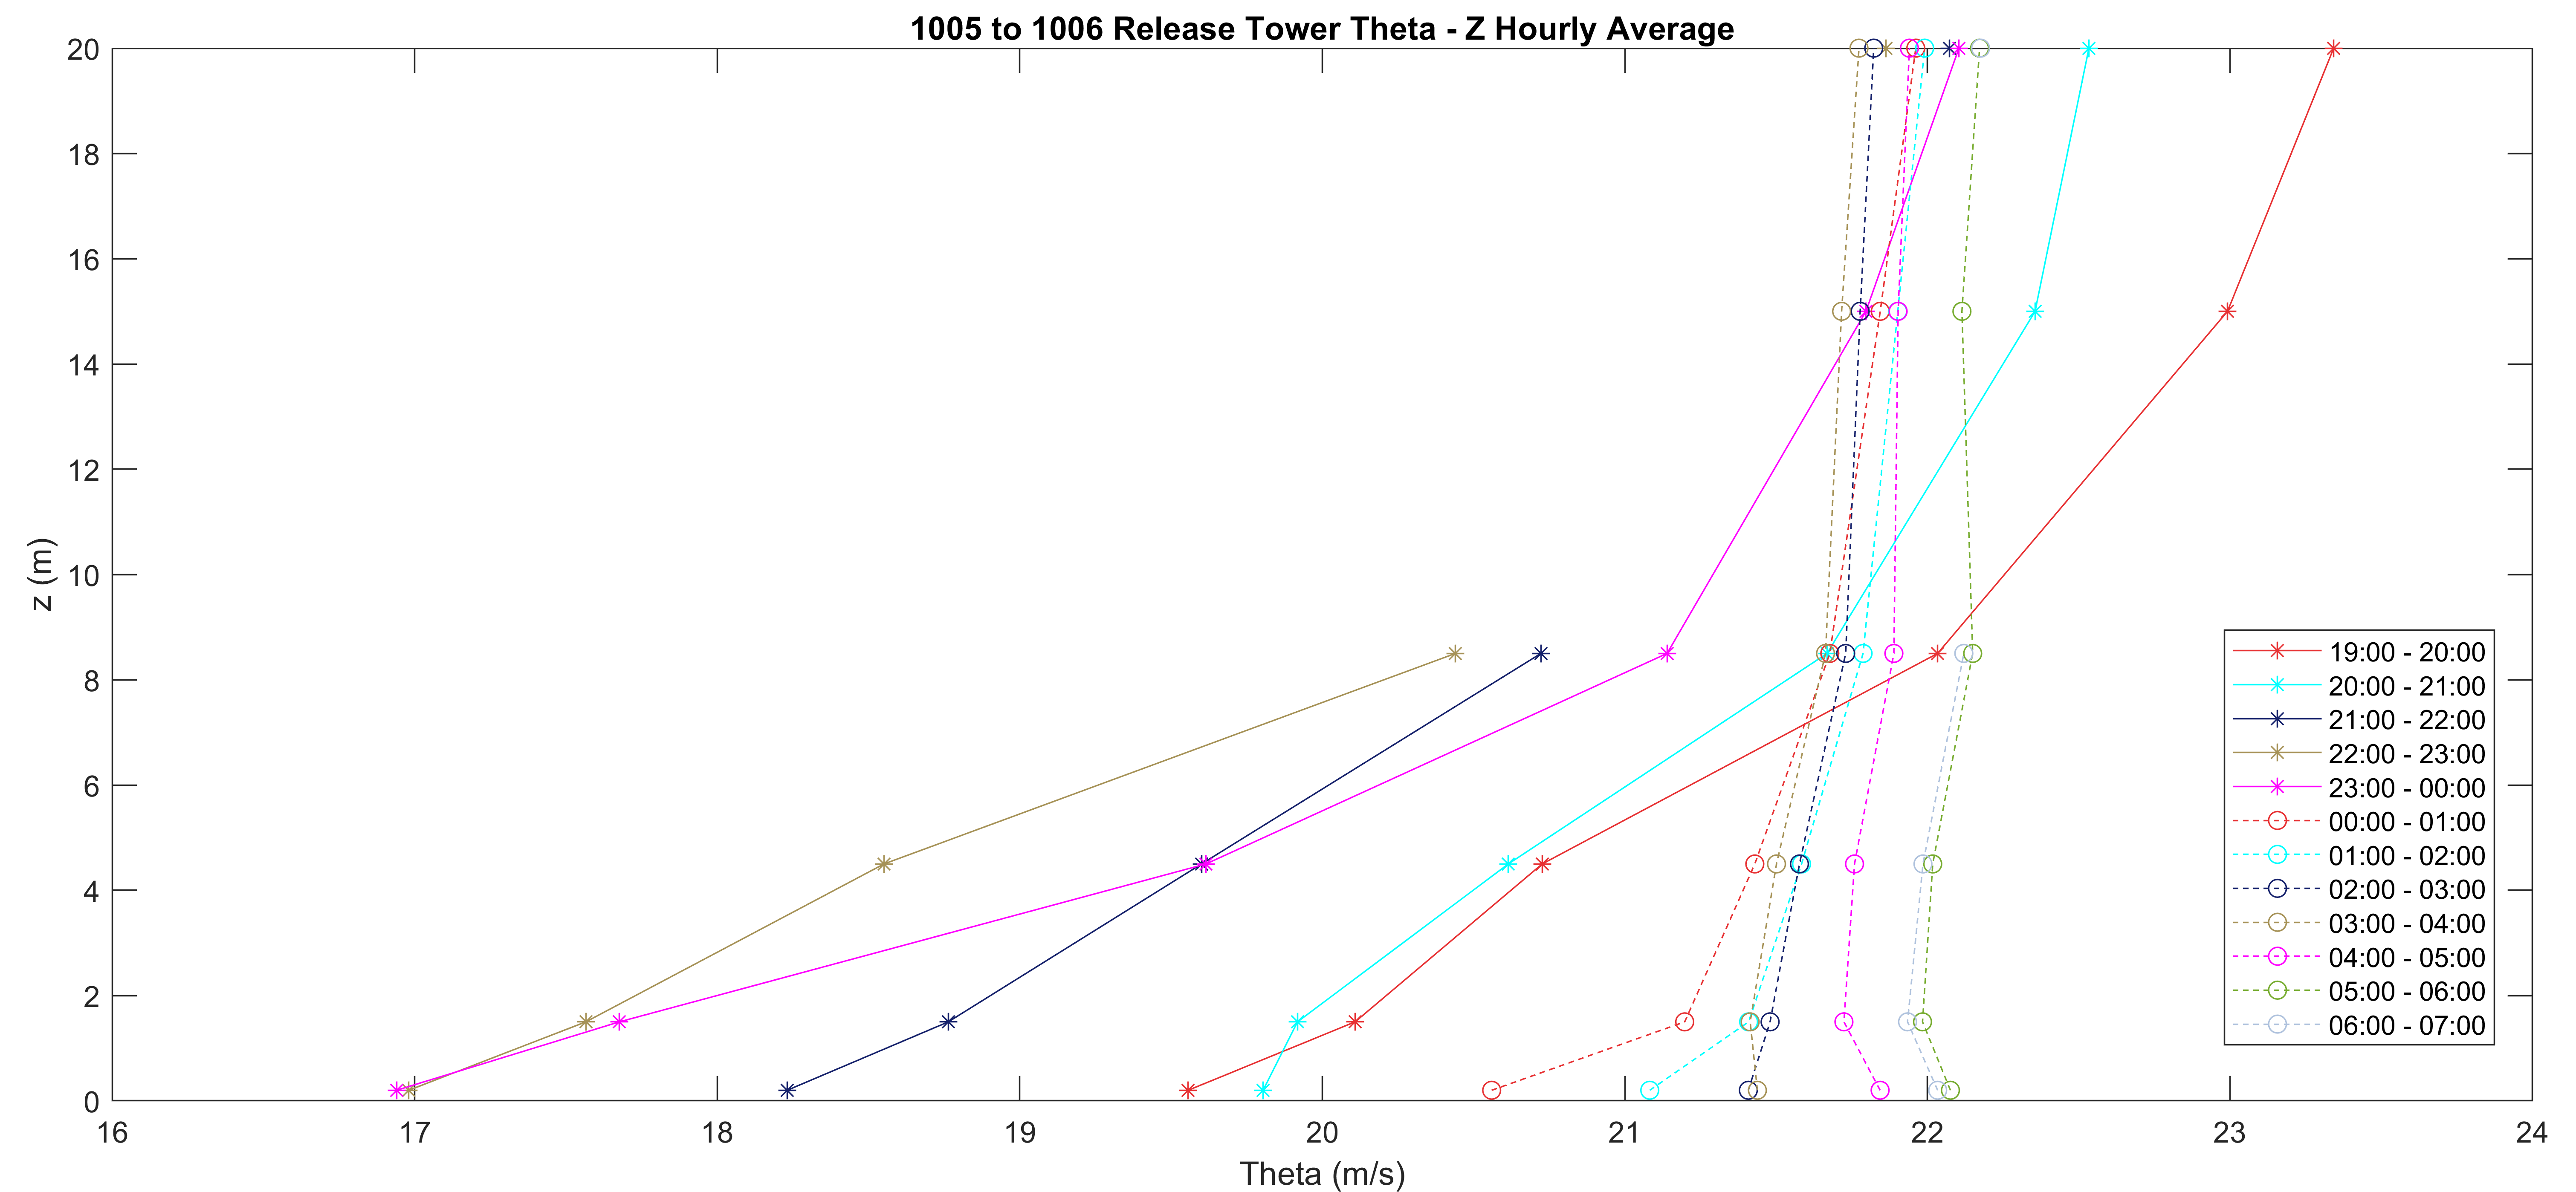 1005 to 1006 Release Tower Theta - Z Hourly Average
20
18
16
14
12
10
8
6
4
2
0
z (m)
16 17 18 19 20 21 22 23 24
Theta (m/s)
19:00 - 20:00
20:00 - 21:00
21:00 - 22:00
22:00 - 23:00
23:00 - 00:00
00:00 - 01:00
01:00 - 02:00
02:00 - 03:00
03:00 - 04:00
04:00 - 05:00
05:00 - 06:00
06:00 - 07:00